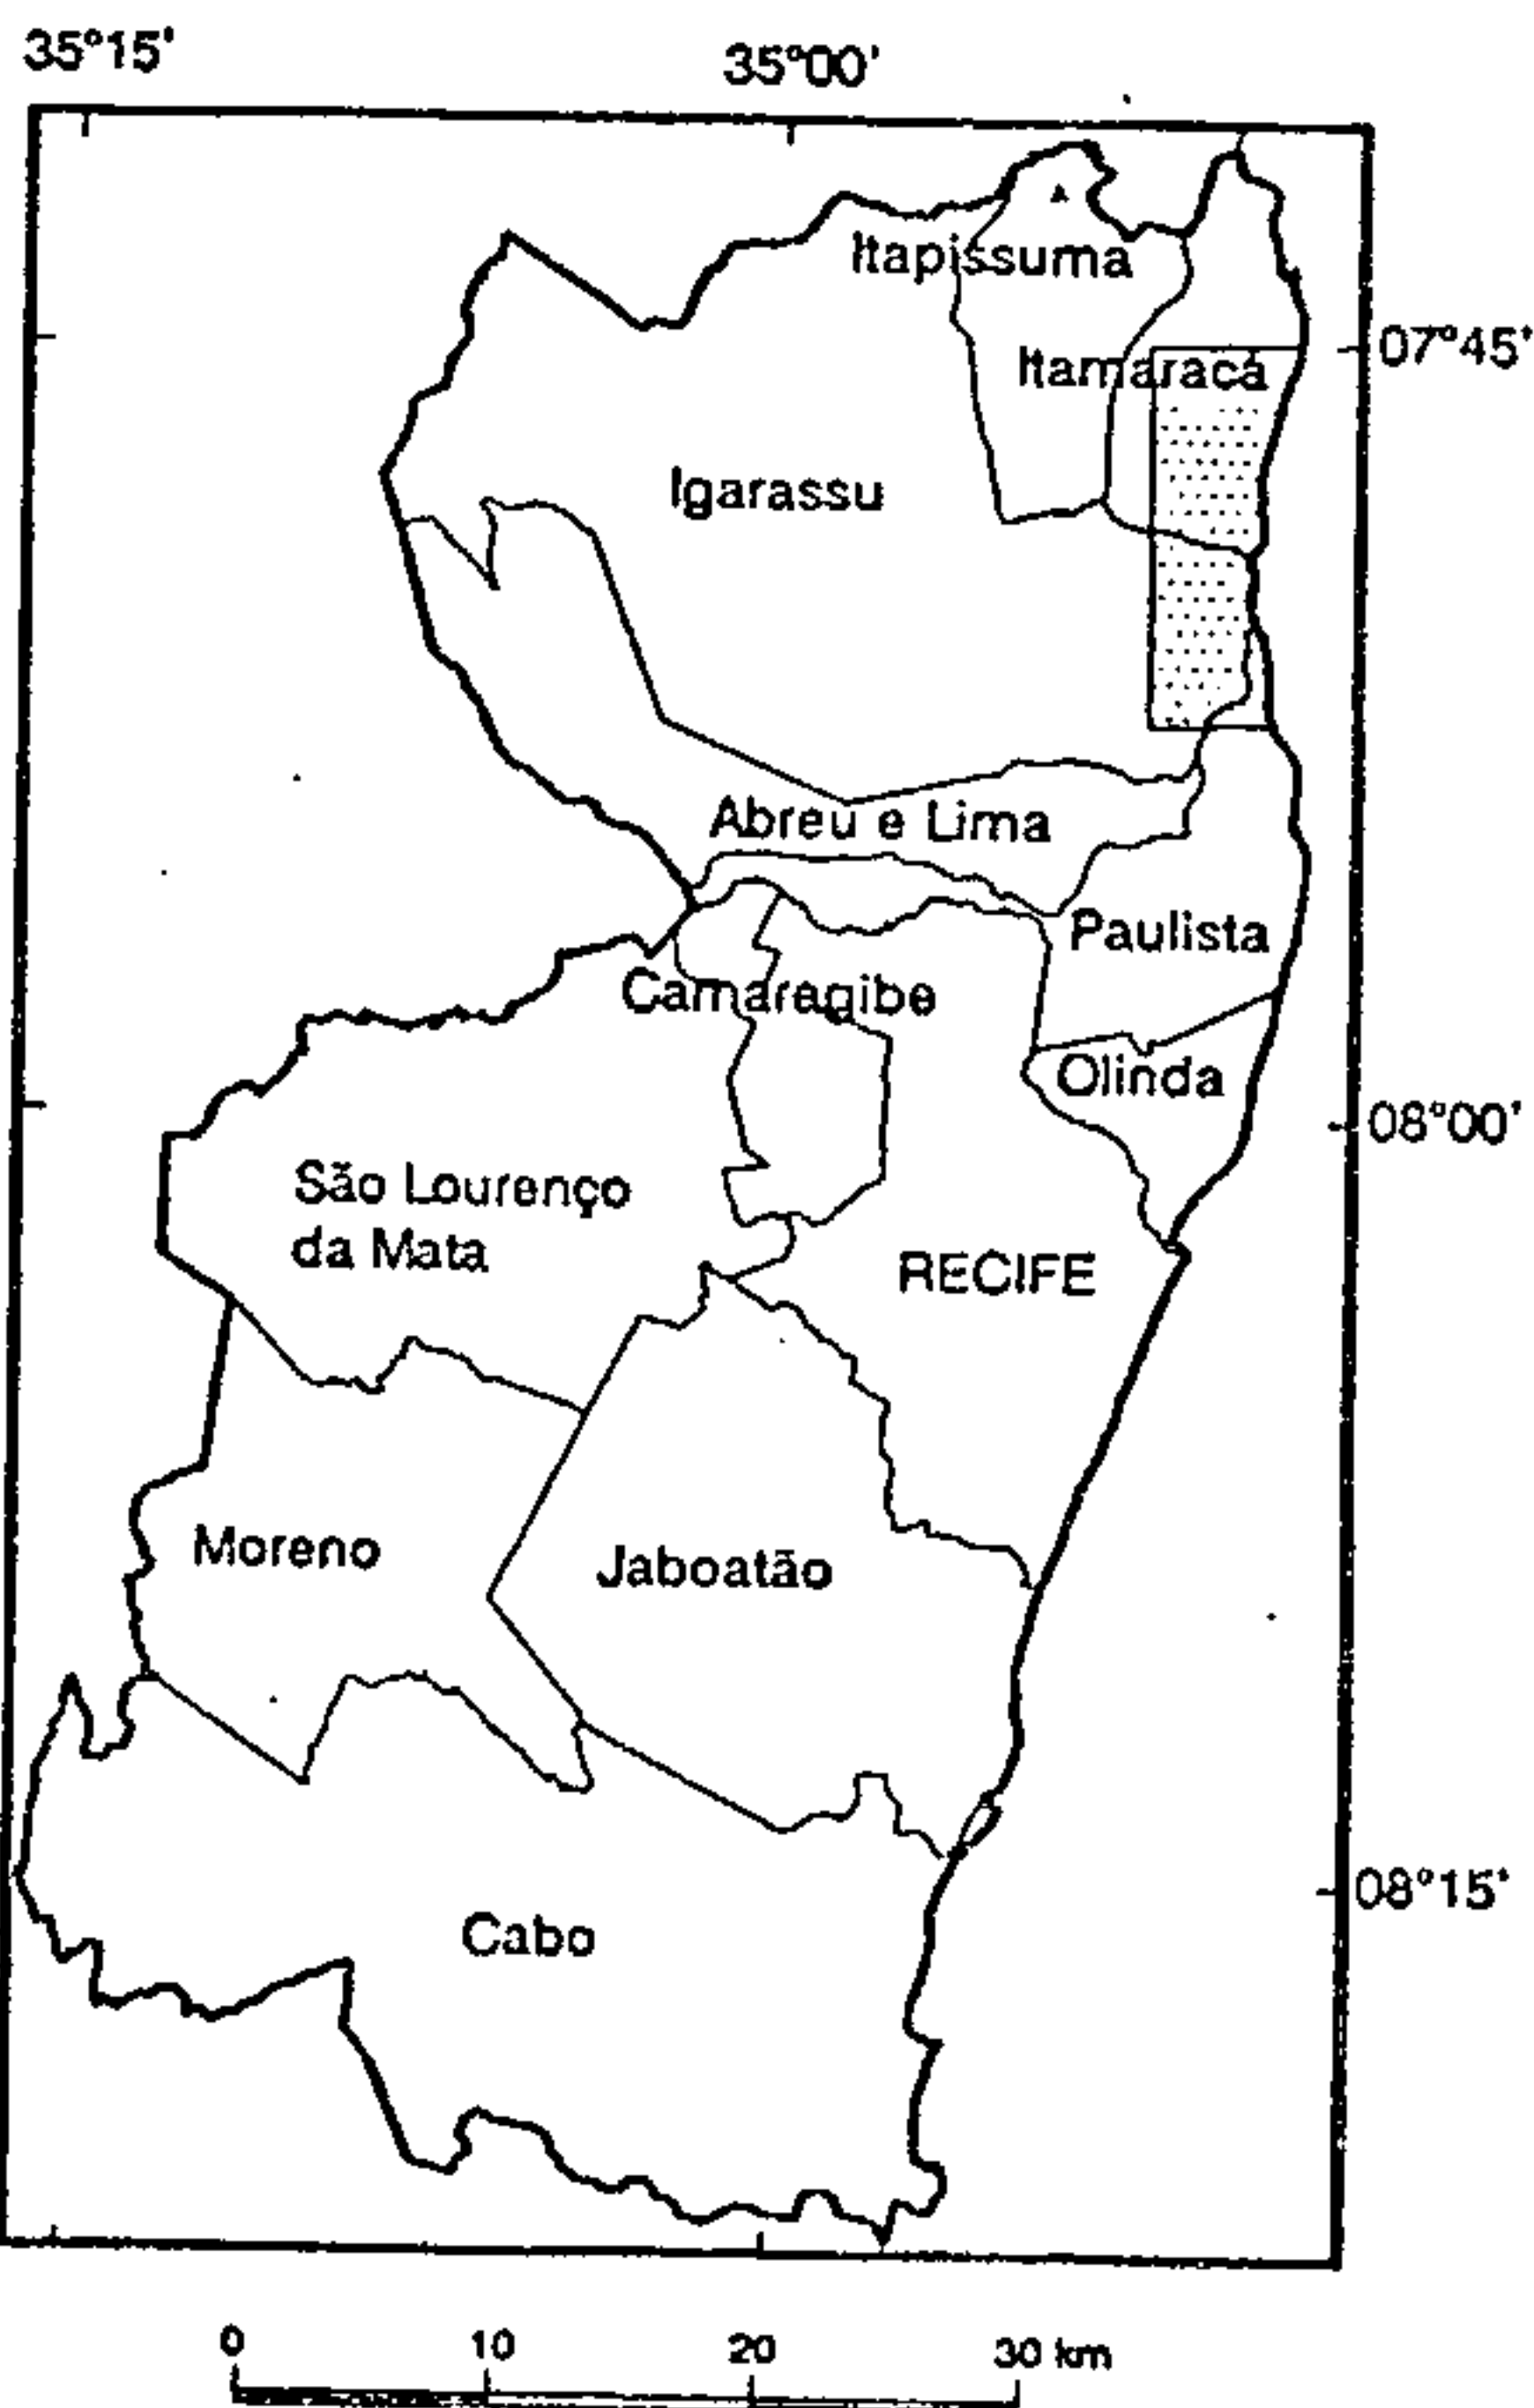 35°15'
35°00'
Itapissuma
07°45'
Itamaracá
Igarassu
Abreu e Lima
Paulista
Camaragibe
Olinda
08°00'
São Lourenço
da Mata
RECIFE
Moreno
Jaboatão
08°15'
Cabo
0 10 20 30 km